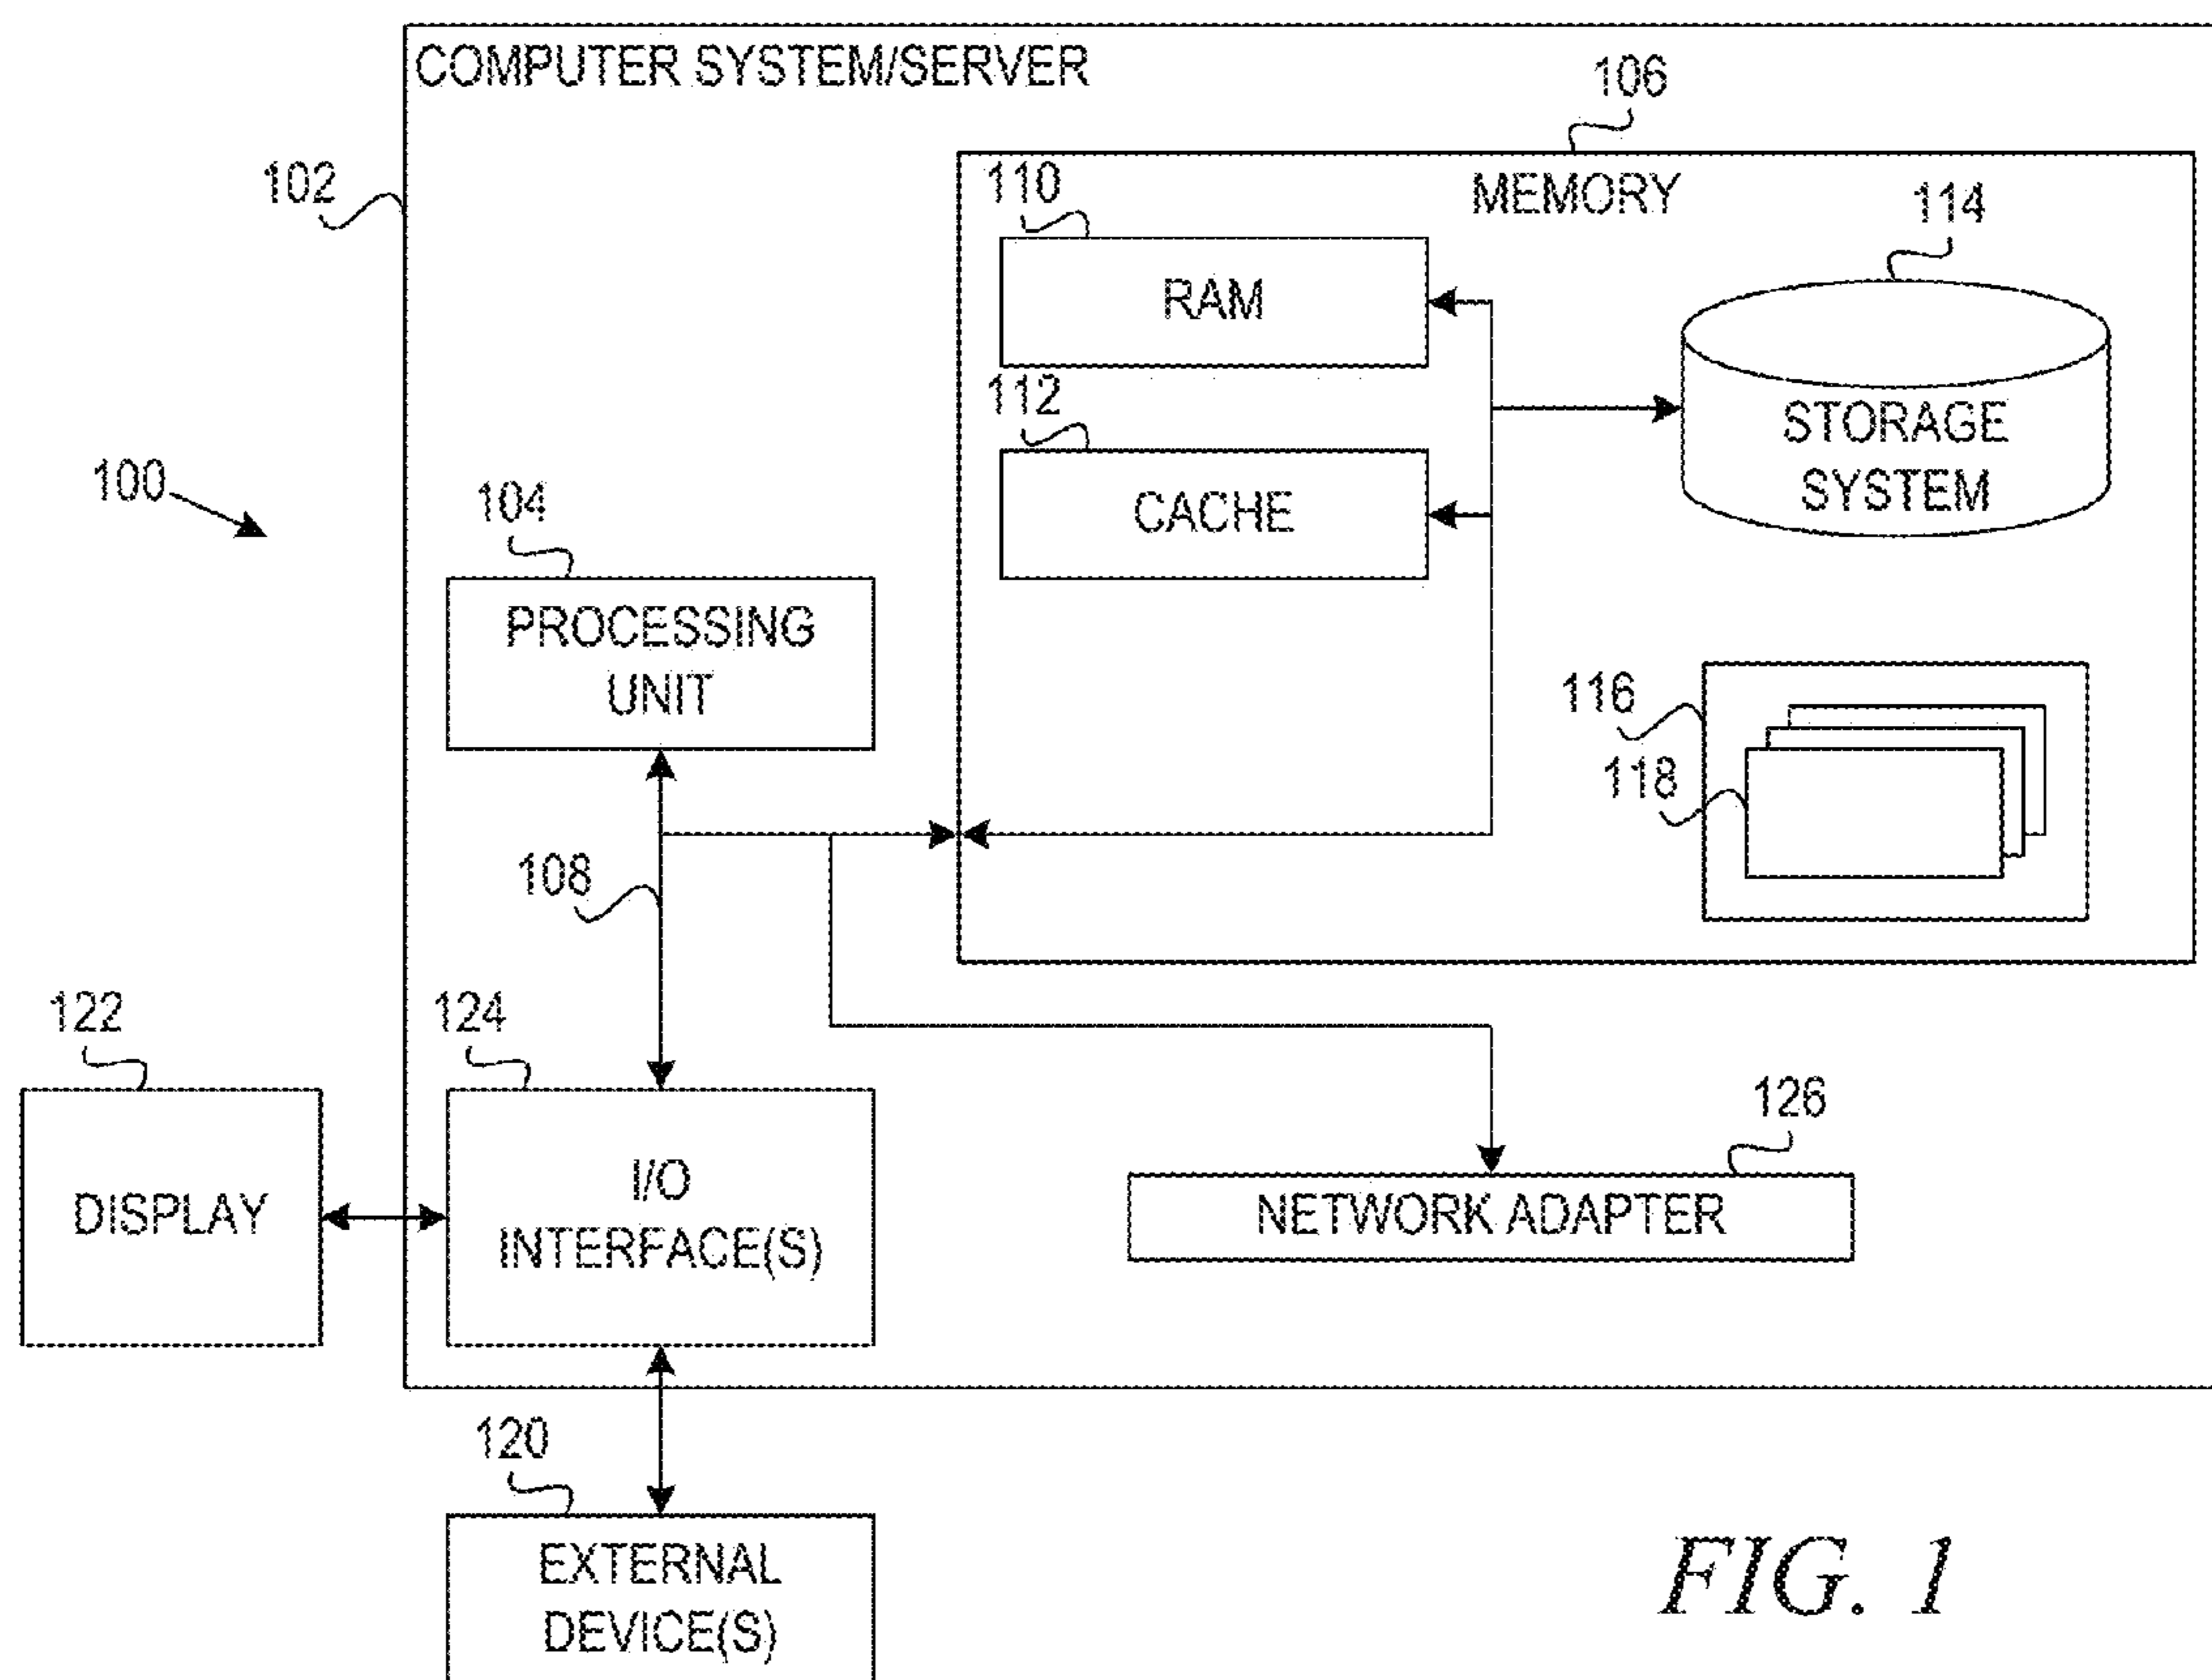 COMPUTER SYSTEM/SERVER
106
102
110
MEMORY
114
RAM
112
STORAGE
SYSTEM
100
104
CACHE
PROCESSING
UNIT
116
118
108
122
124
126
DISPLAY
I/O
INTERFACE(S)
NETWORK ADAPTER
120
EXTERNAL
DEVICE(S)
FIG. 1